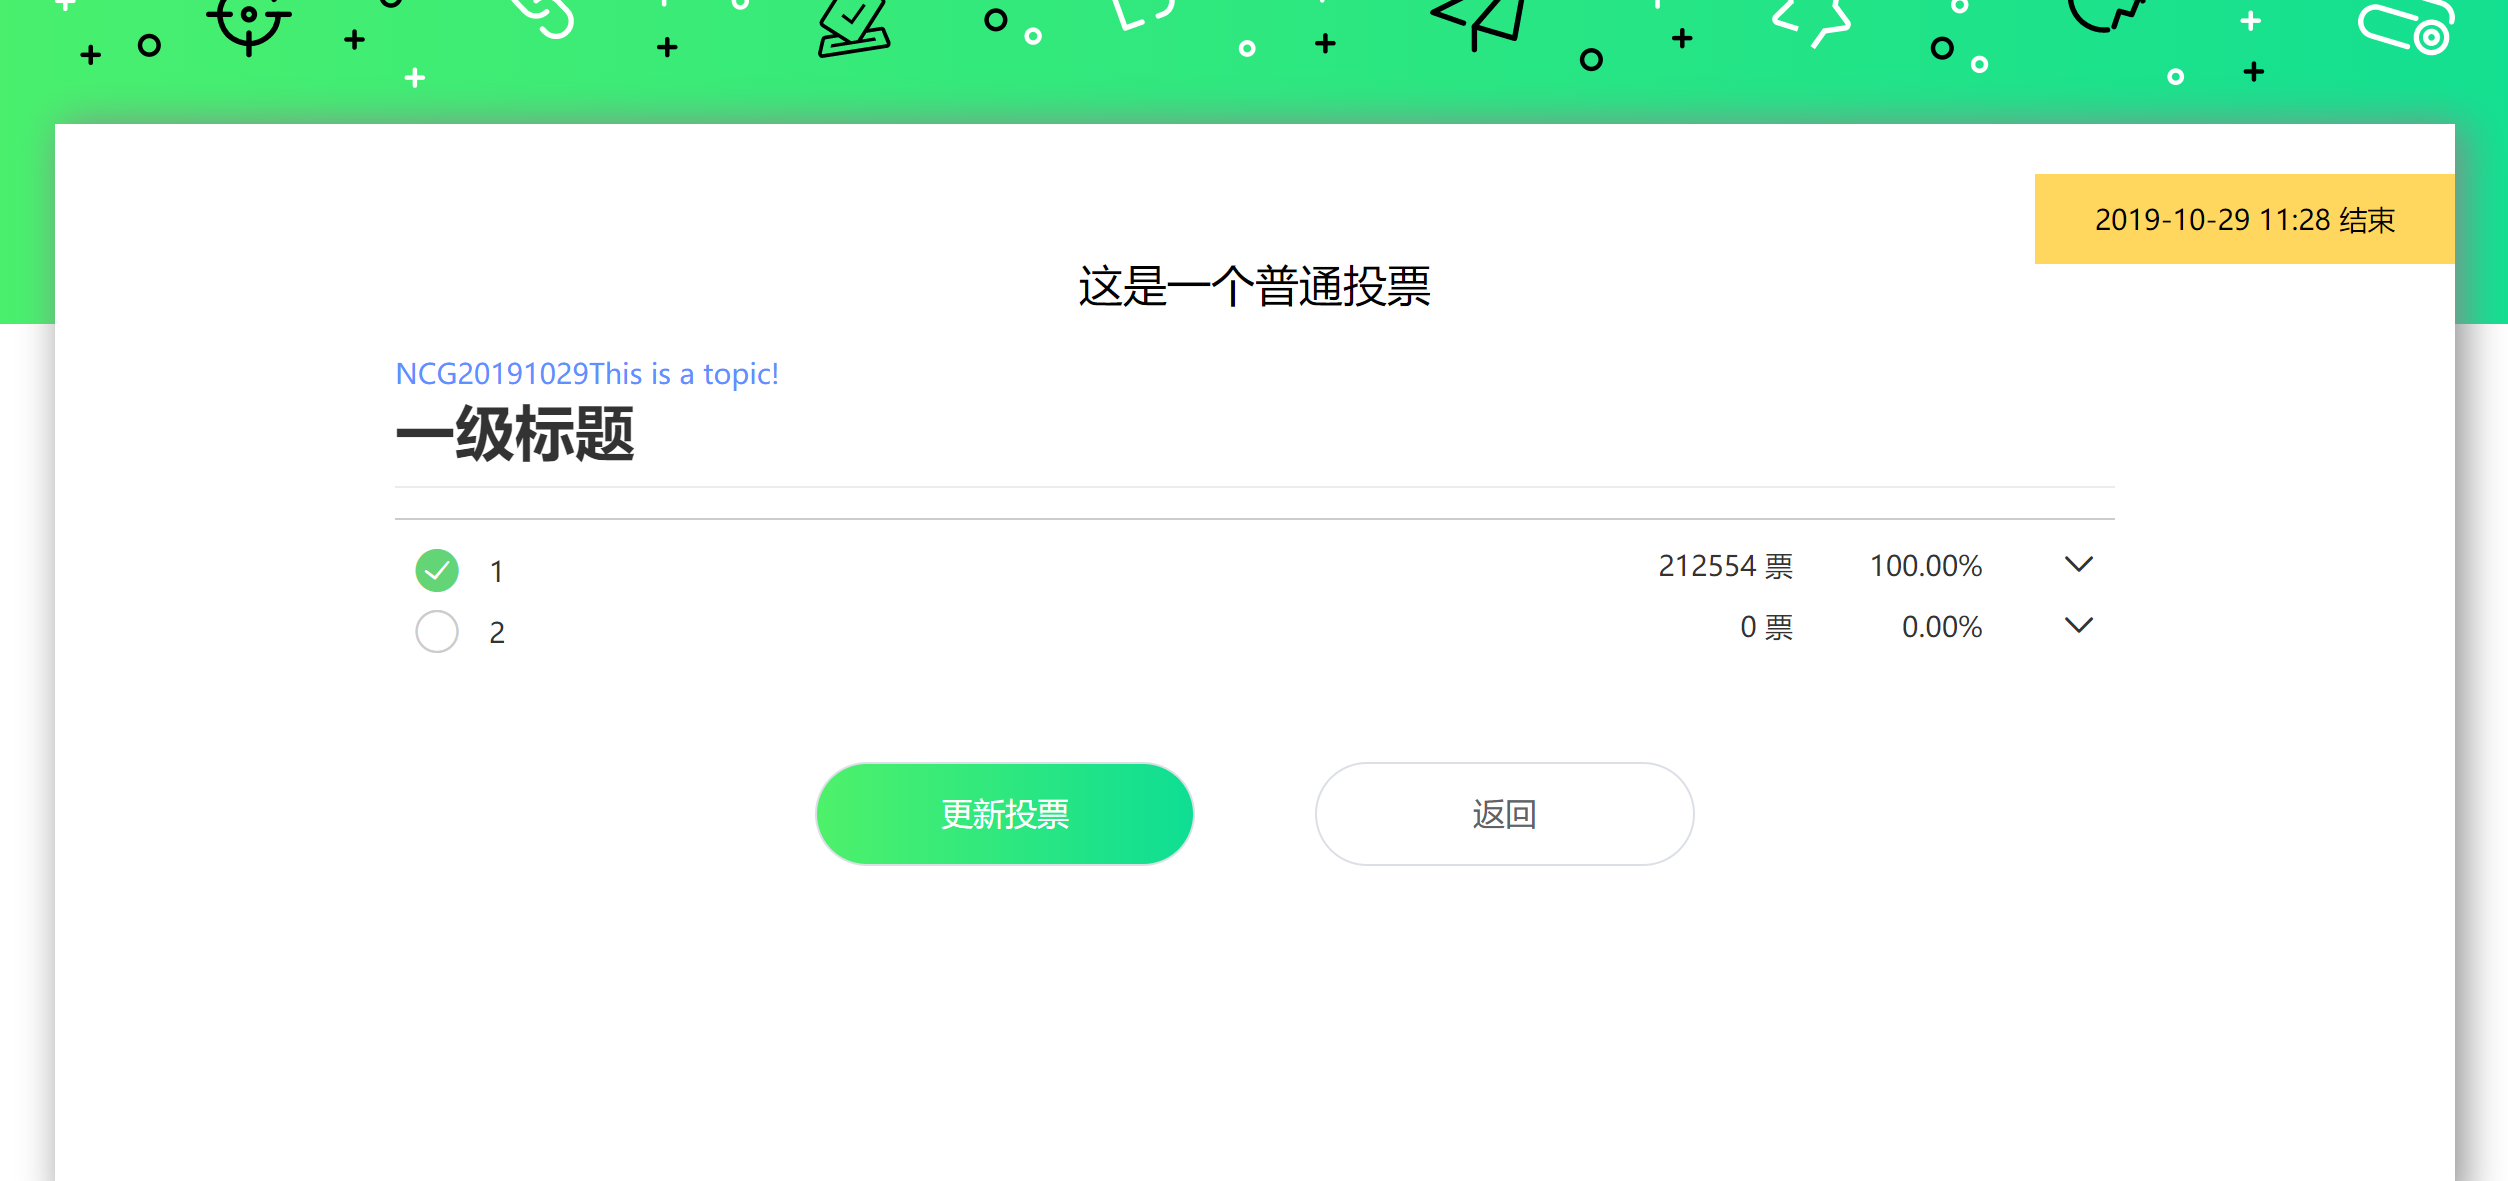 2019-10-29 11:28 结束
这是一个普通投票
NCG20191029This is a topic!
一级标题
1 212554 票 100.00%
2 0 票 0.00%
更新投票 返回